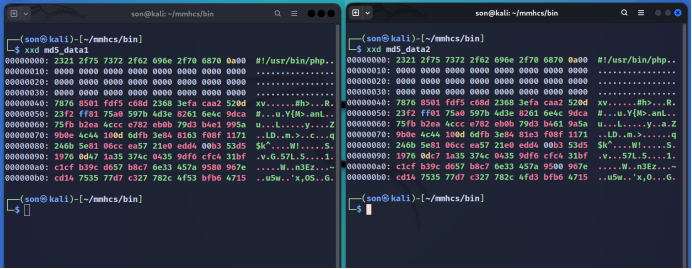 son@kali: ~/mmhcs/bin
(son㉿kali)-[~/mmhcs/bin]
$ xxd md5_data1
00000000: 2321 2f75 7372 2f62 696e 2f70 6870 0a00 #!/usr/bin/php..
00000010: 0000 0000 0000 0000 0000 0000 0000 0000 ................
00000020: 0000 0000 0000 0000 0000 0000 0000 0000 ................
00000030: 0000 0000 0000 0000 0000 0000 0000 0000 ................
00000040: 7876 8501 fdf5 c68d 2368 3efa caa2 520d xv......#h>...R.
00000050: 23f2 ff81 75a0 597b 4d3e 8261 6e4c 9dca #...u.Y{M>.anL..
00000060: 75fb b2ea 4ccc e782 eb0b 79d3 b4e1 995a u...L.....y....Z
00000070: 9b0e 4c44 100d 6dfb 3e84 8163 f08f 1171 ..LD..m.>..c...q
00000080: 246b 5e81 06cc ea57 21e0 edd4 00b3 53d5 $k^....W!.....S.
00000090: 1976 0d47 1a35 374c 0435 9df6 cfc4 31bf .v.G.57L.5....1.
000000a0: c1cf b39c d657 b8c7 6e33 457a 9580 967e .....W..n3Ez...~
000000b0: cd14 7535 77d7 c327 782c 4f53 bfb6 4715 ..u5w..'x,OS..G.
(son㉿kali)-[~/mmhcs/bin]
$
son@kali: ~/mmhcs/bin
(son㉿kali)-[~/mmhcs/bin]
$ xxd md5_data2
00000000: 2321 2f75 7372 2f62 696e 2f70 6870 0a00 #!/usr/bin/php..
00000010: 0000 0000 0000 0000 0000 0000 0000 0000 ................
00000020: 0000 0000 0000 0000 0000 0000 0000 0000 ................
00000030: 0000 0000 0000 0000 0000 0000 0000 0000 ................
00000040: 7876 8501 fdf5 c68d 2368 3efa caa2 520d xv......#h>...R.
00000050: 23f2 ff01 75a0 597b 4d3e 8261 6e4c 9dca #...u.Y{M>.anL..
00000060: 75fb b2ea 4ccc e782 eb0b 79d3 b461 9a5a u...L.....y..a.Z
00000070: 9b0e 4c44 100d 6dfb 3e84 81e3 f08f 1171 ..LD..m.>......q
00000080: 246b 5e81 06cc ea57 21e0 edd4 00b3 53d5 $k^....W!.....S.
00000090: 1976 0dc7 1a35 374c 0435 9df6 cfc4 31bf .v...57L.5....1.
000000a0: c1cf b39c d657 b8c7 6e33 457a 9500 967e .....W..n3Ez...~
000000b0: cd14 7535 77d7 c327 782c 4fd3 bfb6 4715 ..u5w..'x,O...G.
(son㉿kali)-[~/mmhcs/bin]
$